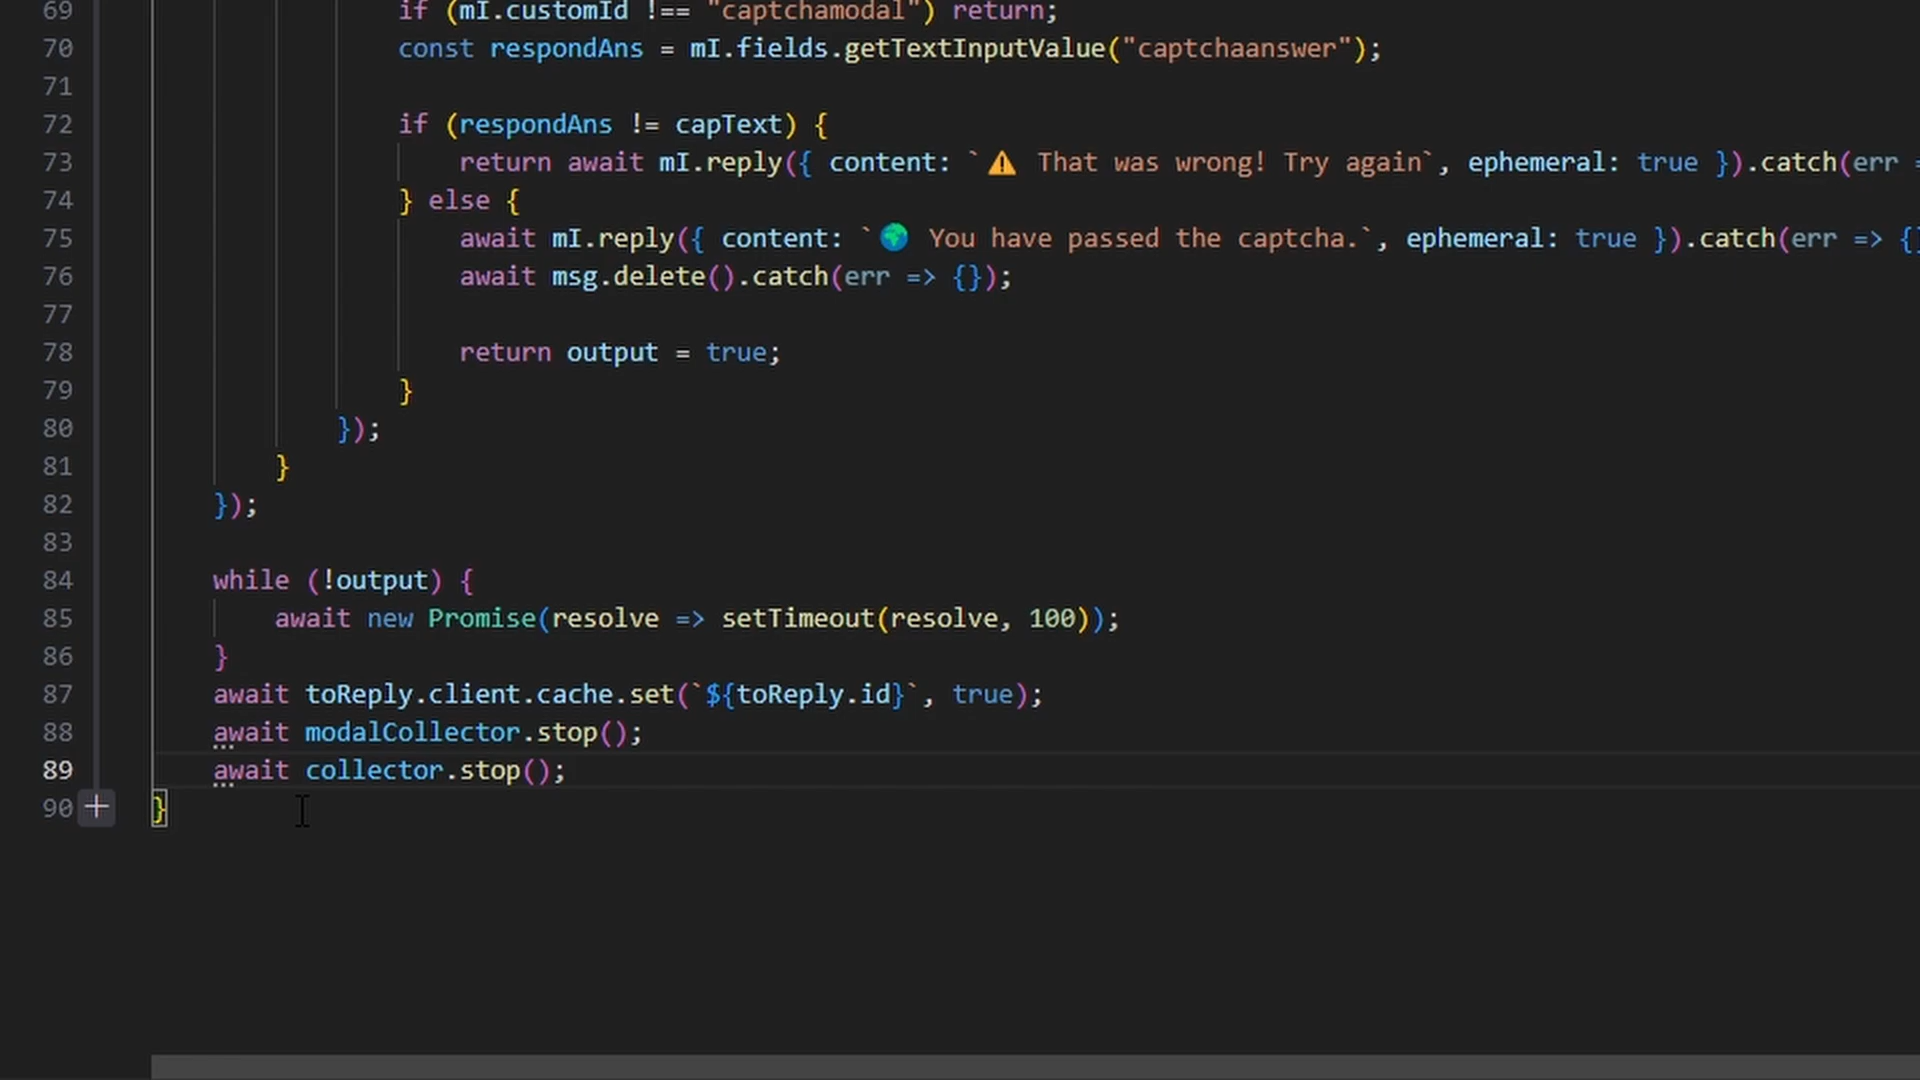 69 if (mI.customId !== "captchamodal") return;
70 const respondAns = mI.fields.getTextInputValue("captchaanswer");
71
72 if (respondAns != capText) {
73 return await mI.reply({ content: `⚠️ That was wrong! Try again`, ephemeral: true }).catch(err =
74 } else {
75 await mI.reply({ content: `🌍 You have passed the captcha.`, ephemeral: true }).catch(err => {}
76 await msg.delete().catch(err => {});
77
78 return output = true;
79 }
80 });
81 }
82 });
83
84 while (!output) {
85 await new Promise(resolve => setTimeout(resolve, 100));
86 }
87 await toReply.client.cache.set(`${toReply.id}`, true);
88 await modalCollector.stop();
89 await collector.stop();
90 }